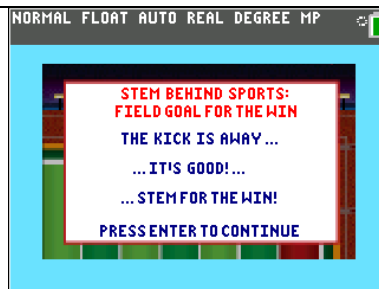 NORMAL FLOAT AUTO REAL DEGREE MP
STEM BEHIND SPORTS:
FIELD GOAL FOR THE WIN
THE KICK IS AWAY...
...IT'S GOOD!...
...STEM FOR THE WIN!
PRESS ENTER TO CONTINUE